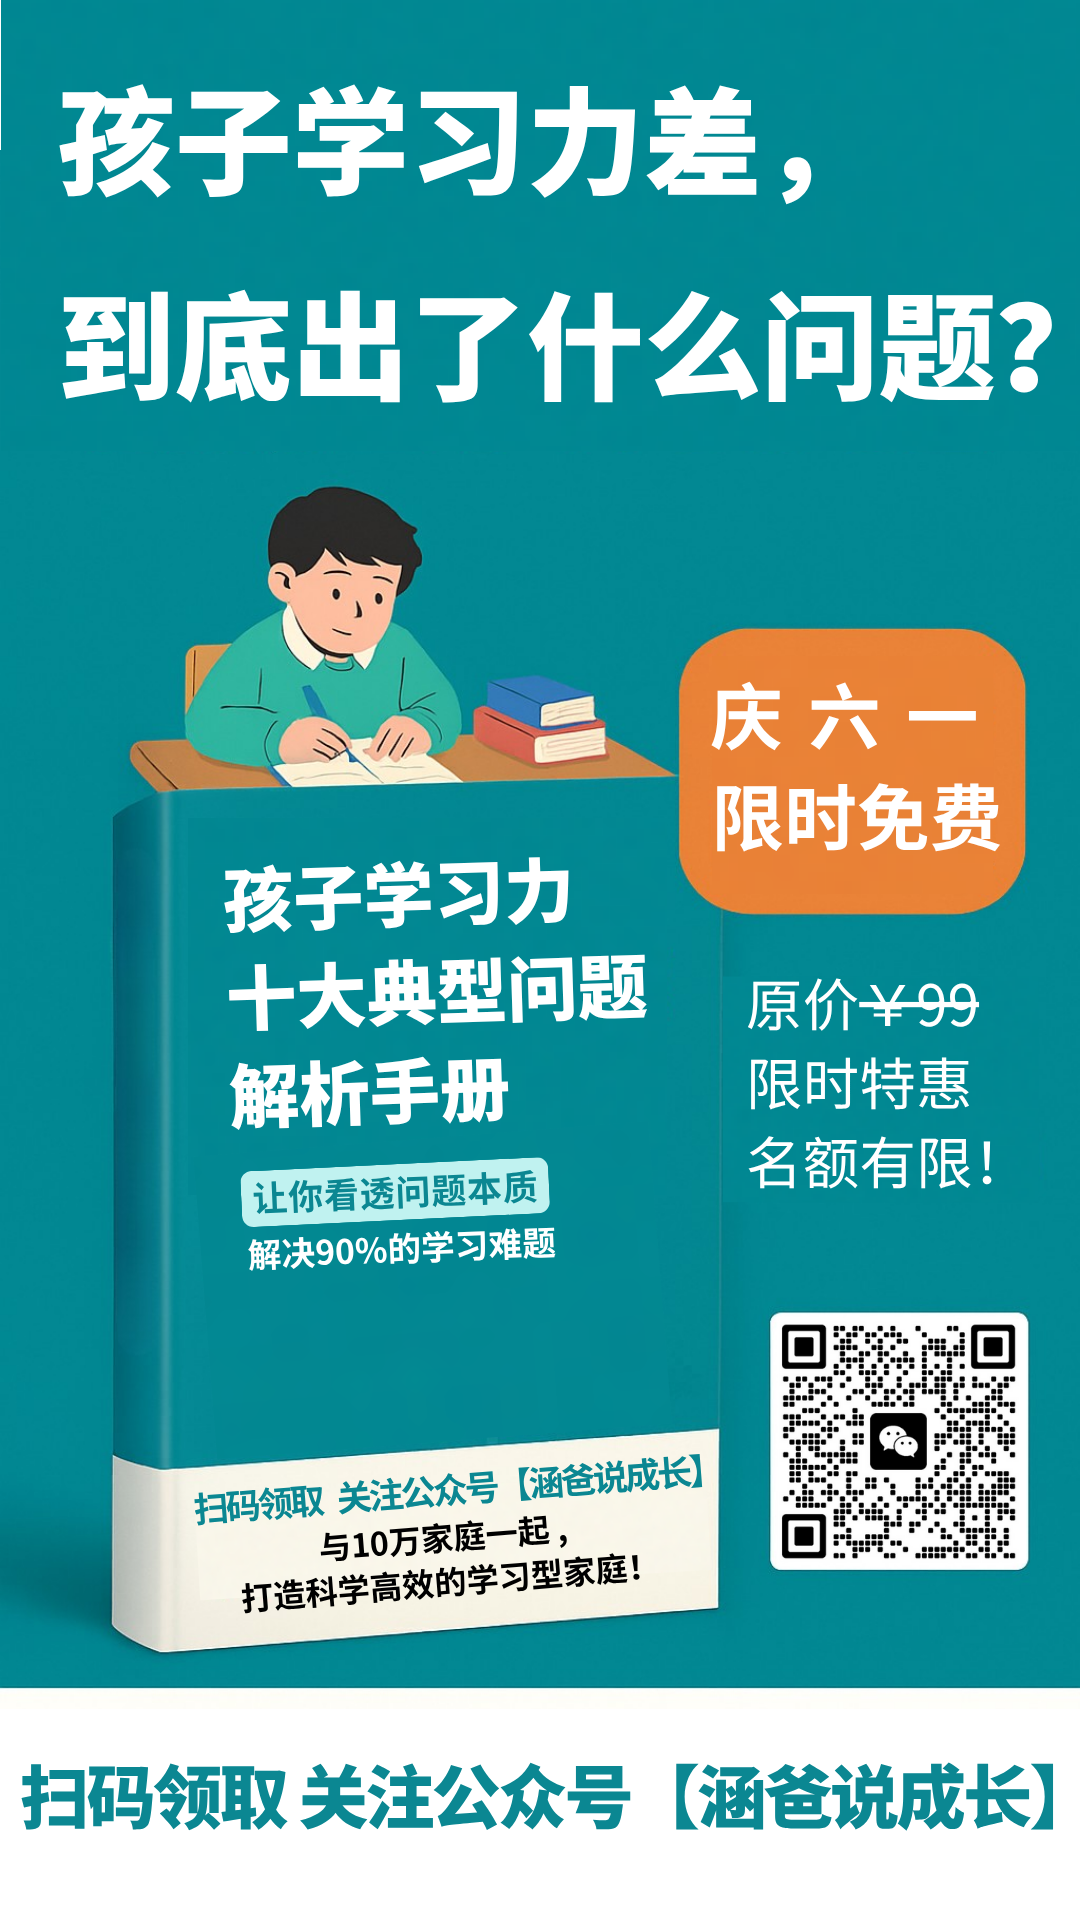 孩子学习力差，
到底出了什么问题？
庆六一
限时免费
孩子学习力
十大典型问题
解析手册
让你看透问题本质
解决90%的学习难题
原价￥99
限时特惠
名额有限！
扫码领取 关注公众号【涵爸说成长】
与10万家庭一起，
打造科学高效的学习型家庭！
扫码领取 关注公众号【涵爸说成长】